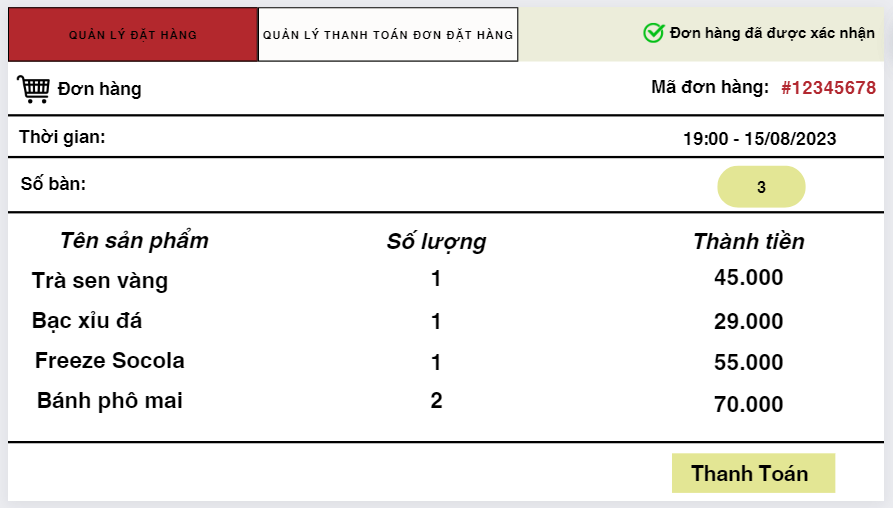 QUẢN LÝ ĐẶT HÀNG
QUẢN LÝ THANH TOÁN ĐƠN ĐẶT HÀNG
Đơn hàng đã được xác nhận
Đơn hàng
Mã đơn hàng: #12345678
Thời gian: 19:00 - 15/08/2023
Số bàn: 3
Tên sản phẩm Số lượng Thành tiền
Trà sen vàng 1 45.000
Bạc xỉu đá 1 29.000
Freeze Socola 1 55.000
Bánh phô mai 2 70.000
Thanh Toán